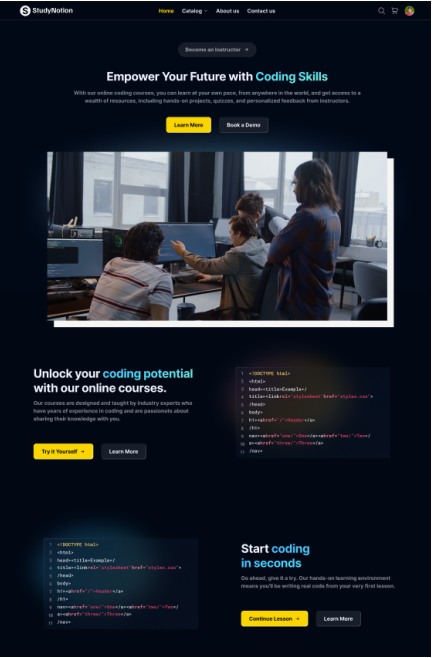 StudyNotion
Home Catalog About us Contact us
Become an Instructor →
Empower Your Future with Coding Skills
With our online coding courses, you can learn at your own pace, from anywhere in the world, and get access to a
wealth of resources, including hands-on projects, quizzes, and personalized feedback from instructors.
Learn More Book a Demo
Unlock your coding potential
with our online courses.
Our courses are designed and taught by industry experts who
have years of experience in coding and are passionate about
sharing their knowledge with you.
Try it Yourself → Learn More
1 <!DOCTYPE html>
2 <html>
3 head><title>Example</
4 title><linkrel="stylesheet"href="styles.css">
5 /head>
6 body>
7 h1><ahref="/">Header</a>
8 /h1>
9 nav><ahref="one/">One</a><ahref="two/">Two</
10 a><ahref="three/">Three</a>
11 /nav>
1 <!DOCTYPE html>
2 <html>
3 head><title>Example</
4 title><linkrel="stylesheet"href="styles.css">
5 /head>
6 body>
7 h1><ahref="/">Header</a>
8 /h1>
9 nav><ahref="one/">One</a><ahref="two/">Two</
10 a><ahref="three/">Three</a>
11 /nav>
Start coding
in seconds
Go ahead, give it a try. Our hands-on learning environment
means you'll be writing real code from your very first lesson.
Continue Lesson → Learn More